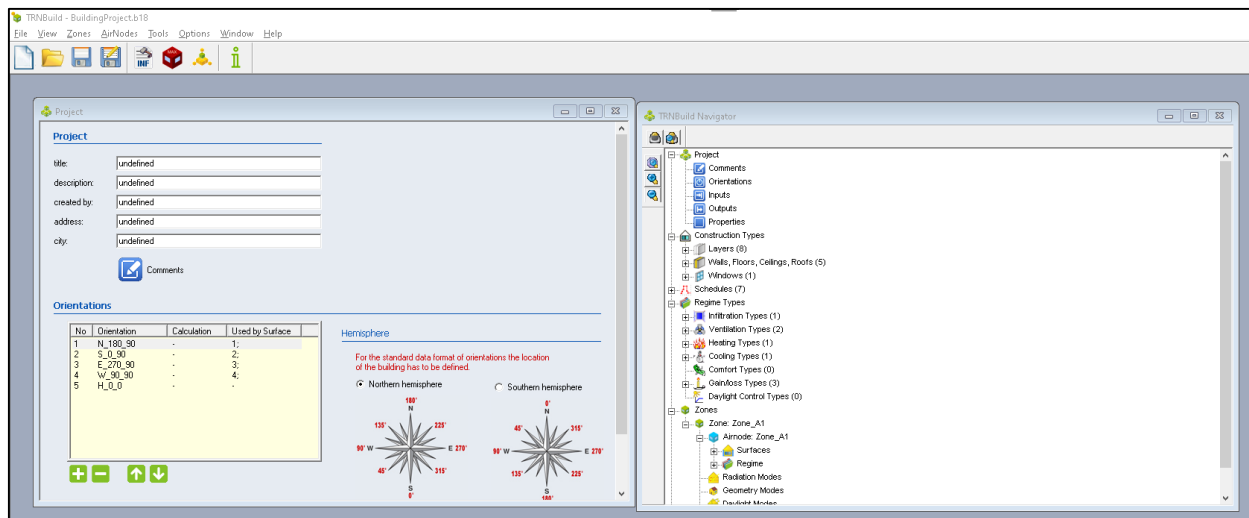 TRNBuild - BuildingProject.b18
File View Zones AirNodes Tools Options Window Help
INF
MAX
Project
Project
title: undefined
description: undefined
created by: undefined
address: undefined
city: undefined
Comments
Orientations
No Orientation Calculation Used by Surface
1 N_180_90 - 1;
2 S_0_90 - 2;
3 E_270_90 - 3;
4 W_90_90 - 4;
5 H_0_0 - -
Hemisphere
For the standard data format of orientations the location
of the building has to be defined.
Northern hemisphere
Southern hemisphere
180°
N
135° 225°
90° W E 270°
45° 315°
S
0°
0°
N
45° 315°
90° W E 270°
135° 225°
S
180°
TRNBuild Navigator
Project
Comments
Orientations
Inputs
Outputs
Properties
Construction Types
Layers (8)
Walls, Floors, Ceilings, Roofs (5)
Windows (1)
Schedules (7)
Regime Types
Infiltration Types (1)
Ventilation Types (2)
Heating Types (1)
Cooling Types (1)
Comfort Types (0)
Gain/loss Types (3)
Daylight Control Types (0)
Zones
Zone: Zone_A1
Airnode: Zone_A1
Surfaces
Regime
Radiation Modes
Geometry Modes
Daylight Modes